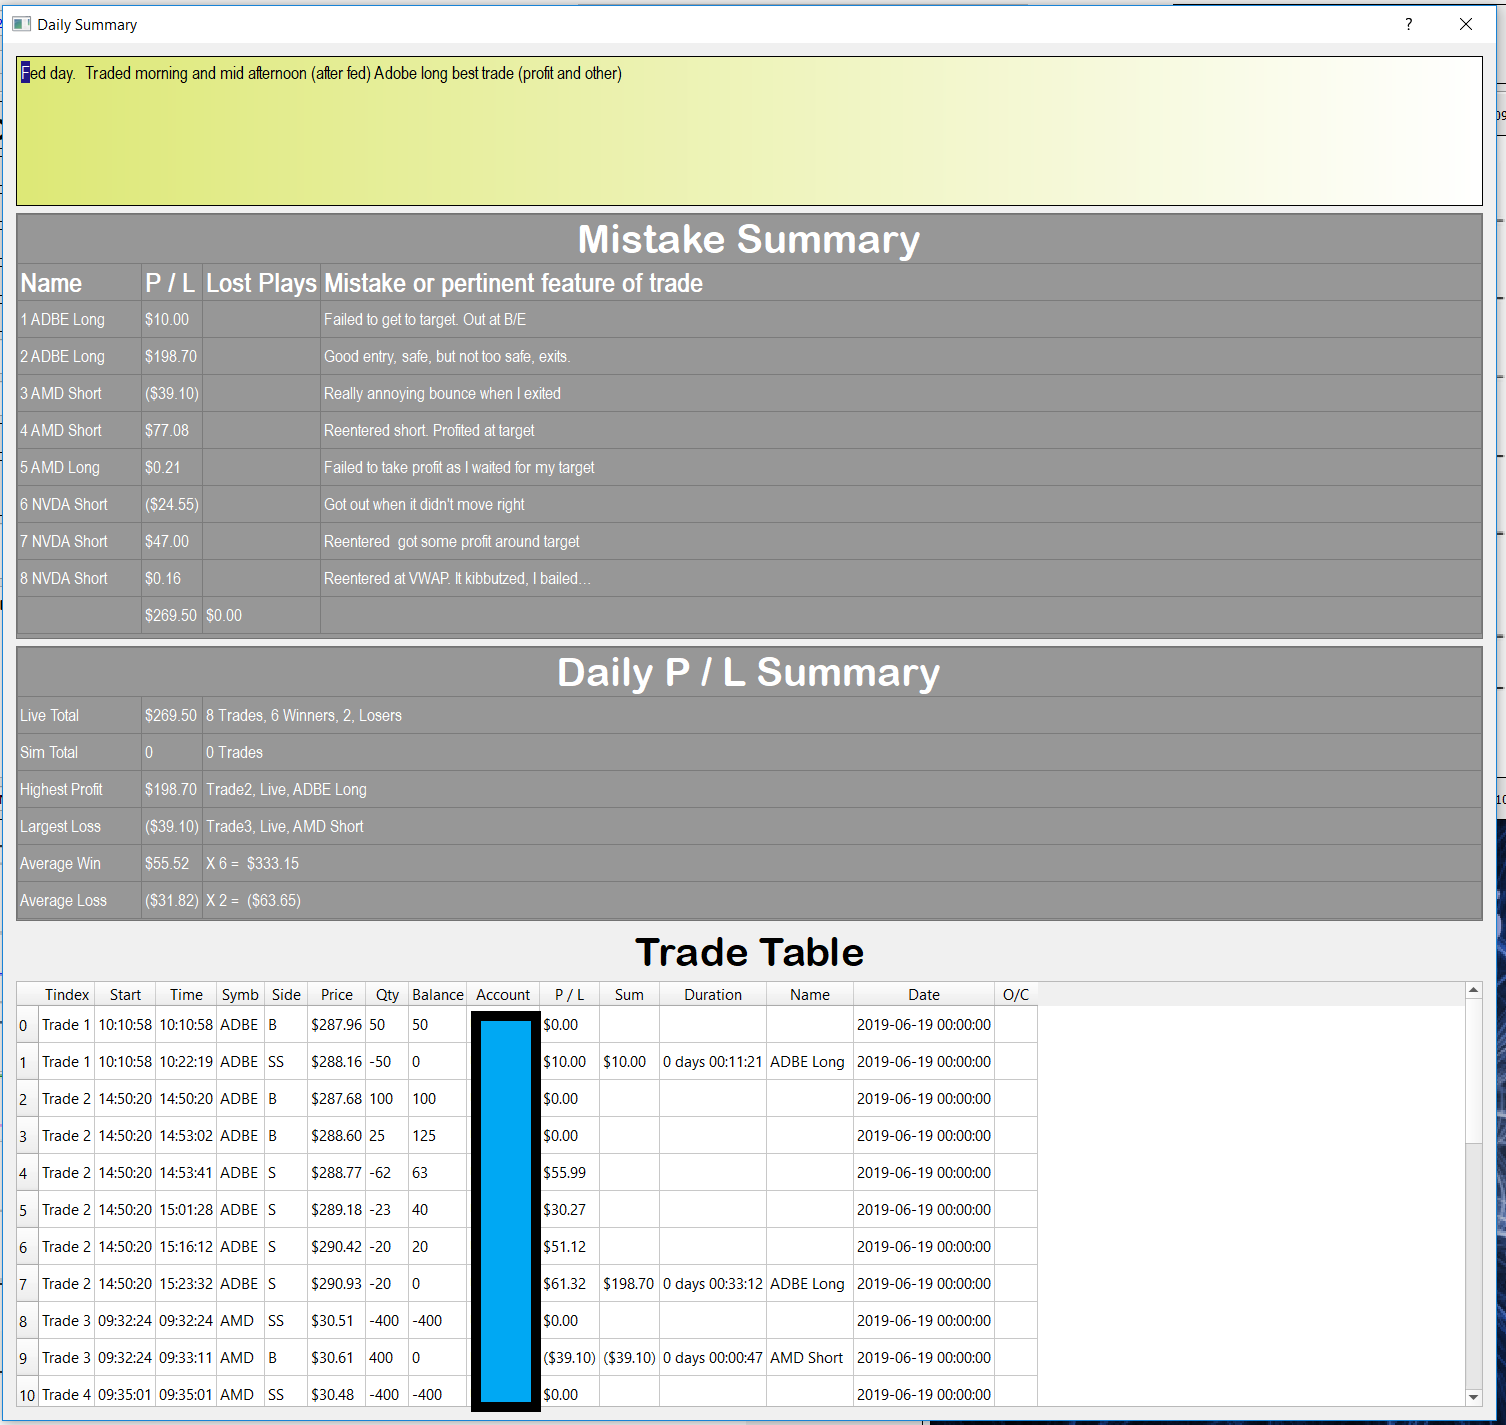 Daily Summary ?
Fed day.  Traded morning and mid afternoon (after fed) Adobe long best trade (profit and other)
Mistake Summary
Name P / L Lost Plays Mistake or pertinent feature of trade
1 ADBE Long $10.00 Failed to get to target. Out at B/E
2 ADBE Long $198.70 Good entry, safe, but not too safe, exits.
3 AMD Short ($39.10) Really annoying bounce when I exited
4 AMD Short $77.08 Reentered short. Profited at target
5 AMD Long $0.21 Failed to take profit as I waited for my target
6 NVDA Short ($24.55) Got out when it didn't move right
7 NVDA Short $47.00 Reentered  got some profit around target
8 NVDA Short $0.16 Reentered at VWAP. It kibbutzed, I bailed...
$269.50 $0.00
Daily P / L Summary
Live Total $269.50 8 Trades, 6 Winners, 2, Losers
Sim Total 0 0 Trades
Highest Profit $198.70 Trade2, Live, ADBE Long
Largest Loss ($39.10) Trade3, Live, AMD Short
Average Win $55.52 X 6 =  $333.15
Average Loss ($31.82) X 2 =  ($63.65)
Trade Table
Tindex Start Time Symb Side Price Qty Balance Account P / L Sum Duration Name Date O/C
0 Trade 1 10:10:58 10:10:58 ADBE B $287.96 50 50 $0.00 2019-06-19 00:00:00
1 Trade 1 10:10:58 10:22:19 ADBE SS $288.16 -50 0 $10.00 $10.00 0 days 00:11:21 ADBE Long 2019-06-19 00:00:00
2 Trade 2 14:50:20 14:50:20 ADBE B $287.68 100 100 $0.00 2019-06-19 00:00:00
3 Trade 2 14:50:20 14:53:02 ADBE B $288.60 25 125 $0.00 2019-06-19 00:00:00
4 Trade 2 14:50:20 14:53:41 ADBE S $288.77 -62 63 $55.99 2019-06-19 00:00:00
5 Trade 2 14:50:20 15:01:28 ADBE S $289.18 -23 40 $30.27 2019-06-19 00:00:00
6 Trade 2 14:50:20 15:16:12 ADBE S $290.42 -20 20 $51.12 2019-06-19 00:00:00
7 Trade 2 14:50:20 15:23:32 ADBE S $290.93 -20 0 $61.32 $198.70 0 days 00:33:12 ADBE Long 2019-06-19 00:00:00
8 Trade 3 09:32:24 09:32:24 AMD SS $30.51 -400 -400 $0.00 2019-06-19 00:00:00
9 Trade 3 09:32:24 09:33:11 AMD B $30.61 400 0 ($39.10) ($39.10) 0 days 00:00:47 AMD Short 2019-06-19 00:00:00
10 Trade 4 09:35:01 09:35:01 AMD SS $30.48 -400 -400 $0.00 2019-06-19 00:00:00